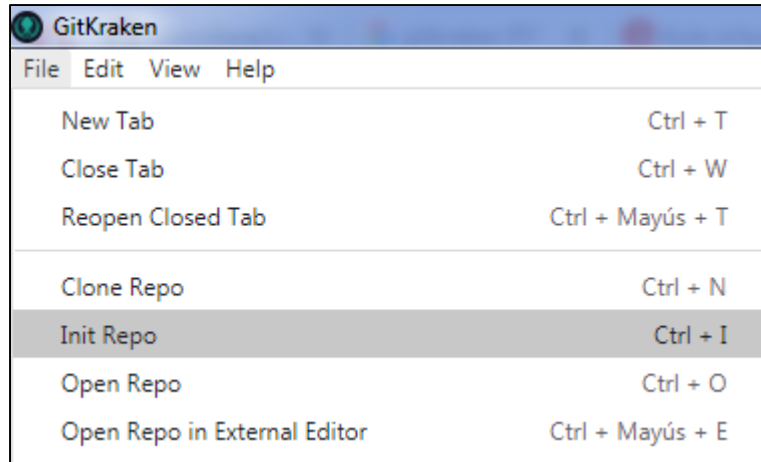 GitKraken
File Edit View Help
New Tab Ctrl + T
Close Tab Ctrl + W
Reopen Closed Tab Ctrl + Mayús + T
Clone Repo Ctrl + N
Init Repo Ctrl + I
Open Repo Ctrl + O
Open Repo in External Editor Ctrl + Mayús + E